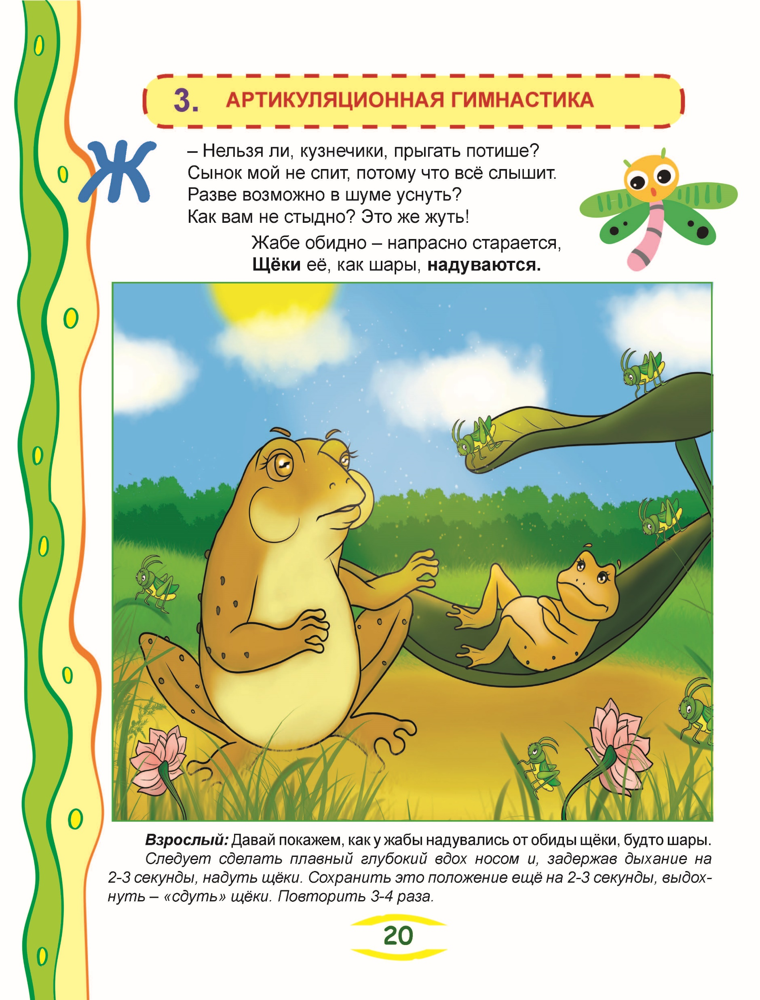 3. АРТИКУЛЯЦИОННАЯ ГИМНАСТИКА
Ж
– Нельзя ли, кузнечики, прыгать потише?
Сынок мой не спит, потому что всё слышит.
Разве возможно в шуме уснуть?
Как вам не стыдно? Это же жуть!
Жабе обидно – напрасно старается,
Щёки её, как шары, надуваются.
Взрослый: Давай покажем, как у жабы надувались от обиды щёки, будто шары.
Следует сделать плавный глубокий вдох носом и, задержав дыхание на
2-3 секунды, надуть щёки. Сохранить это положение ещё на 2-3 секунды, выдох-
нуть – «сдуть» щёки. Повторить 3-4 раза.
20